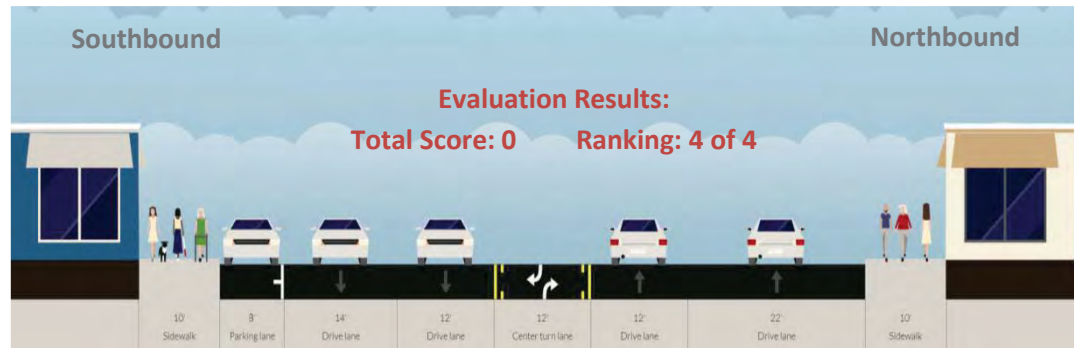 Southbound
Northbound
Evaluation Results:
Total Score: 0 Ranking: 4 of 4
10' 8' 14' 12' 12' 12' 22' 10'
Sidewalk Parking lane Drive lane Drive lane Center turn lane Drive lane Drive lane Sidewalk